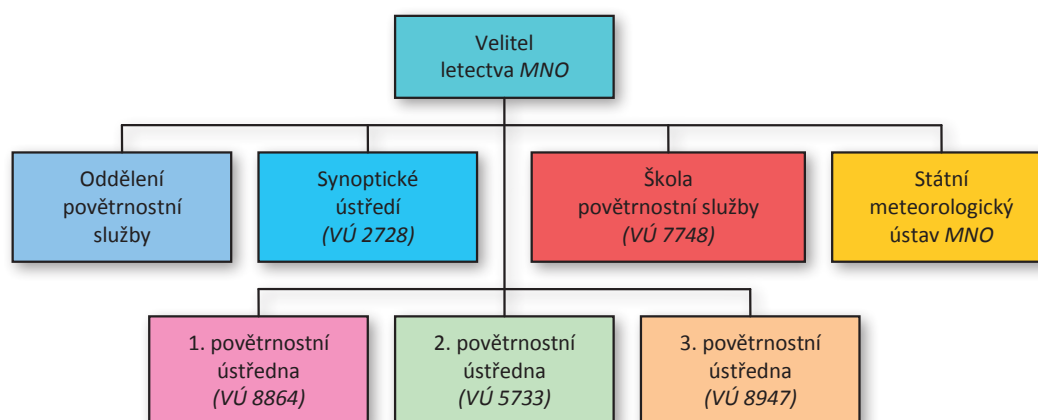 Velitel
letectva MNO
Oddělení
povětrnostní
služby
Synoptické
ústředí
(VÚ 2728)
Škola
povětrnostní služby
(VÚ 7748)
Státní
meteorologický
ústav MNO
1. povětrnostní
ústředna
(VÚ 8864)
2. povětrnostní
ústředna
(VÚ 5733)
3. povětrnostní
ústředna
(VÚ 8947)